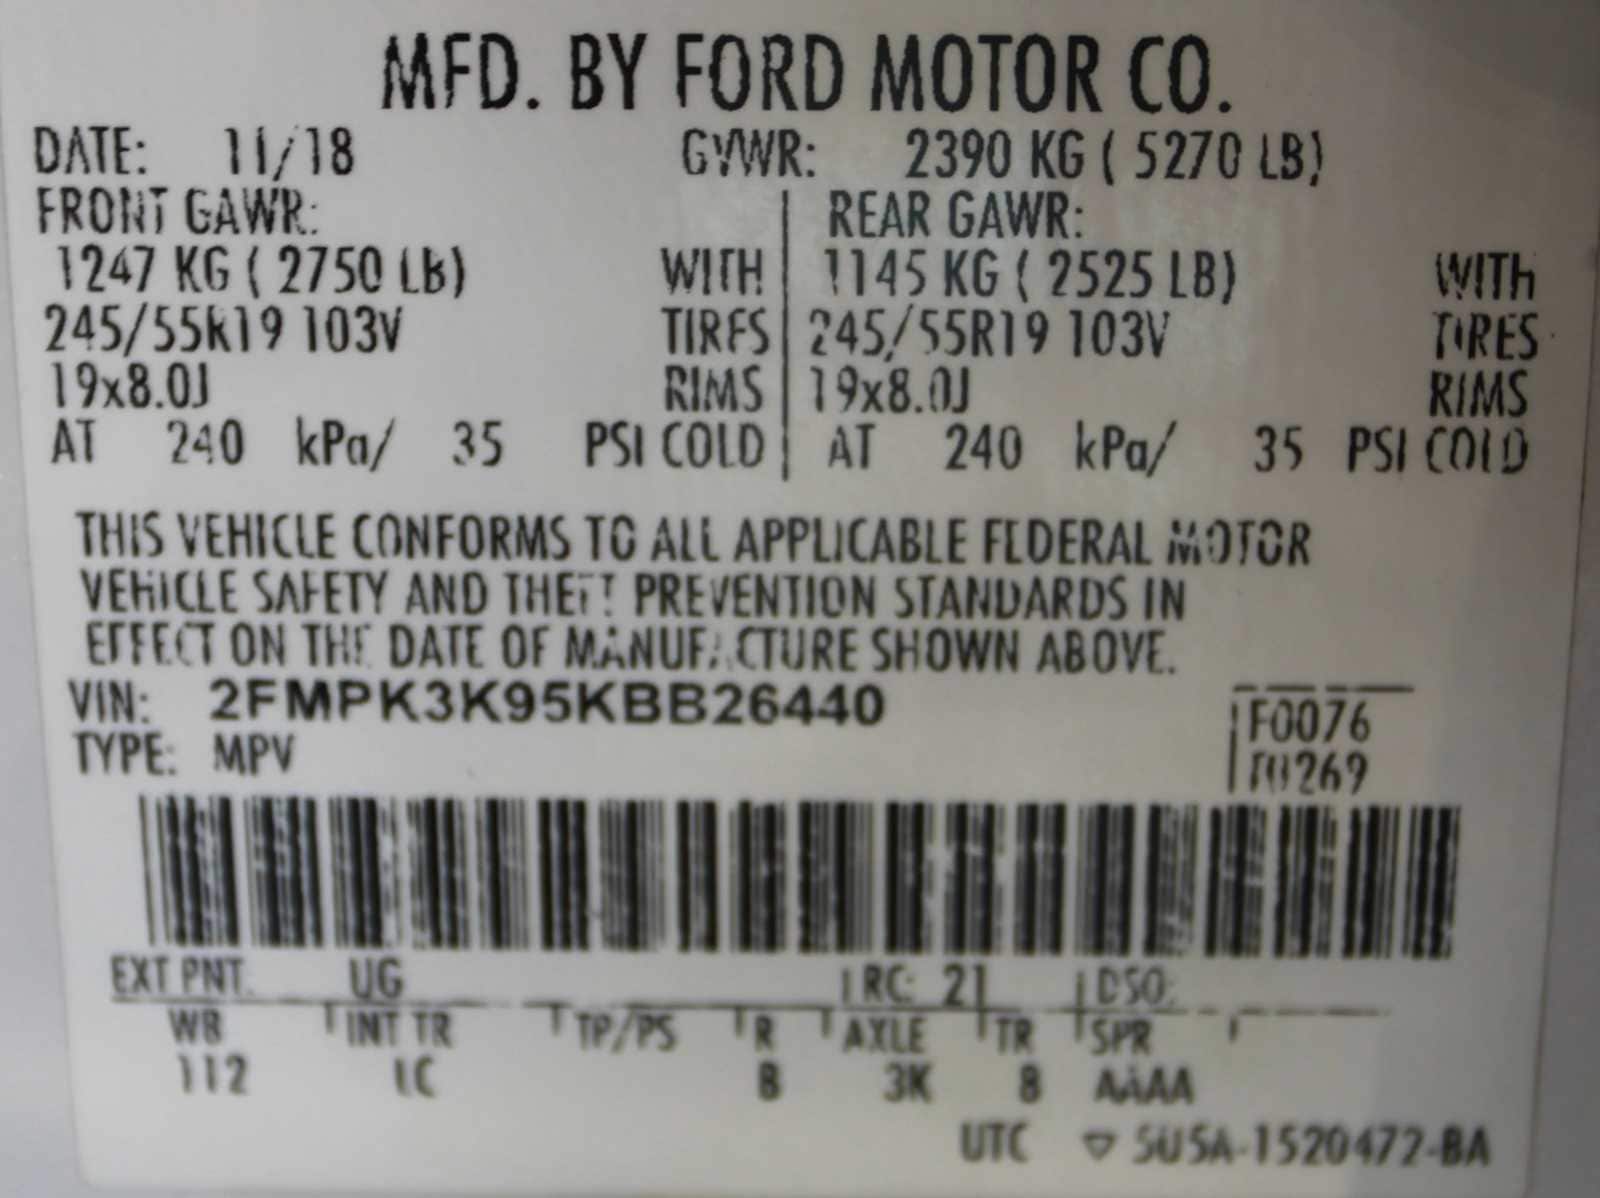 MFD. BY FORD MOTOR CO.
DATE: 11/18 GVWR: 2390 KG ( 5270 LB)
FRONT GAWR: REAR GAWR:
1247 KG ( 2750 LB) WITH 1145 KG ( 2525 LB) WITH
245/55R19 103V TIRES 245/55R19 103V TIRES
19x8.0J RIMS 19x8.0J RIMS
AT 240 kPa/ 35 PSI COLD AT 240 kPa/ 35 PSI COLD
THIS VEHICLE CONFORMS TO ALL APPLICABLE FEDERAL MOTOR
VEHICLE SAFETY AND THEFT PREVENTION STANDARDS IN
EFFECT ON THE DATE OF MANUFACTURE SHOWN ABOVE.
VIN: 2FMPK3K95KBB26440 F0076
TYPE: MPV T0269
EXT PNT: UG RC: 21 DSO:
WB INT TR TP/PS R AXLE TR SPR
112 LC B 3K 8 AAAA
UTC ▽ 5U5A-1520472-BA